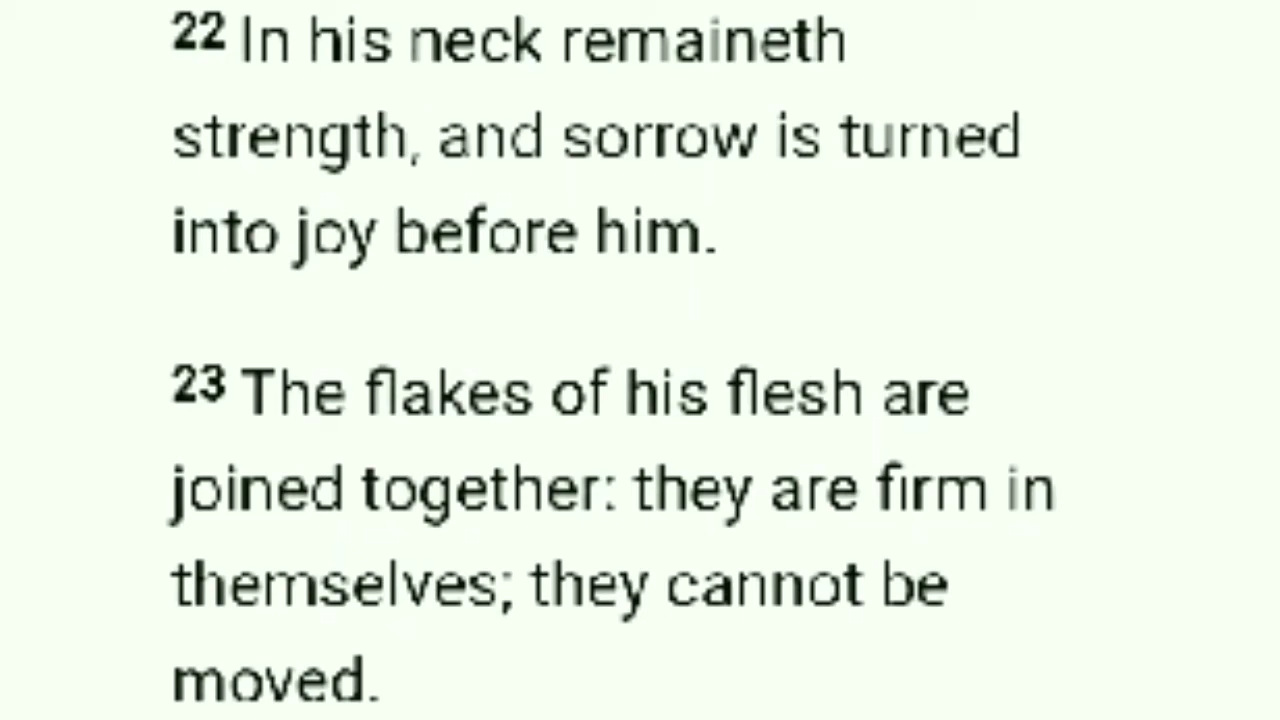 22 In his neck remaineth
strength, and sorrow is turned
into joy before him.
23 The flakes of his flesh are
joined together: they are firm in
themselves; they cannot be
moved.